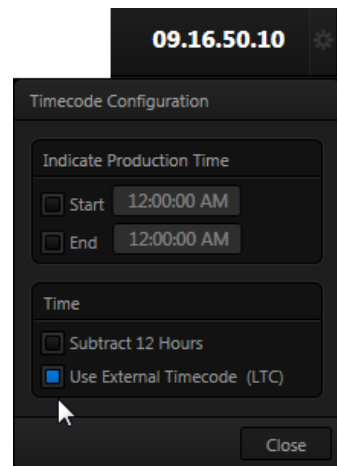 09.16.50.10
Timecode Configuration
Indicate Production Time
Start 12:00:00 AM
End 12:00:00 AM
Time
Subtract 12 Hours
Use External Timecode (LTC)
Close